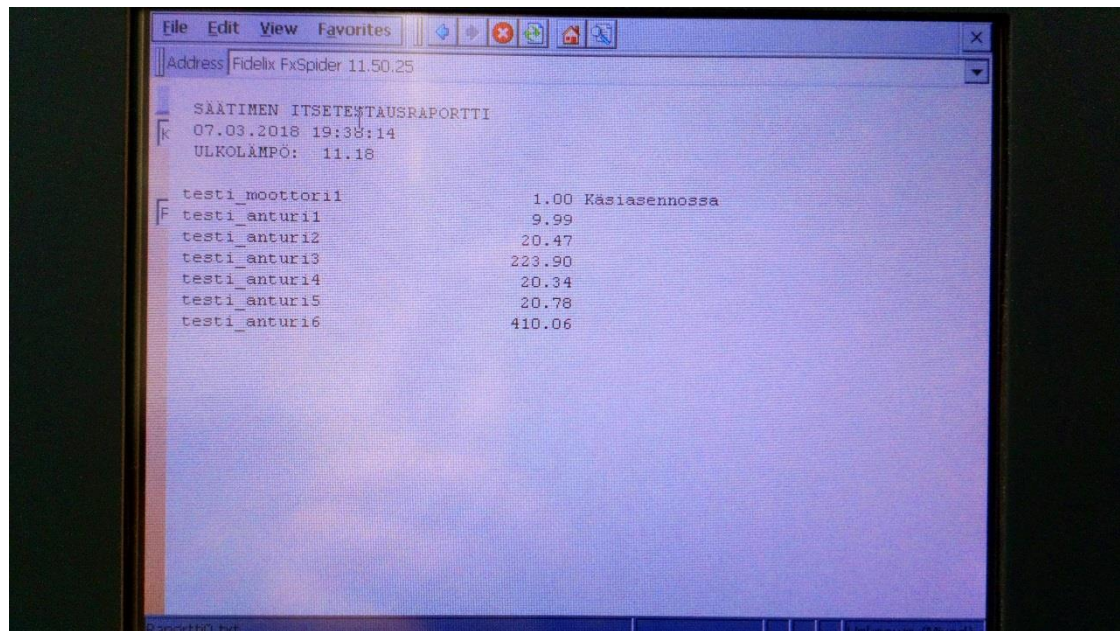 File Edit View Favorites
Address Fidelix FxSpider 11.50.25
SÄÄTIMEN ITSETESTAUSRAPORTTI
K 07.03.2018 19:38:14
ULKOLÄMPÖ: 11.18
testi_moottori1 1.00 Käsiasennossa
F testi_anturi1 9.99
testi_anturi2 20.47
testi_anturi3 223.90
testi_anturi4 20.34
testi_anturi5 20.78
testi_anturi6 410.06